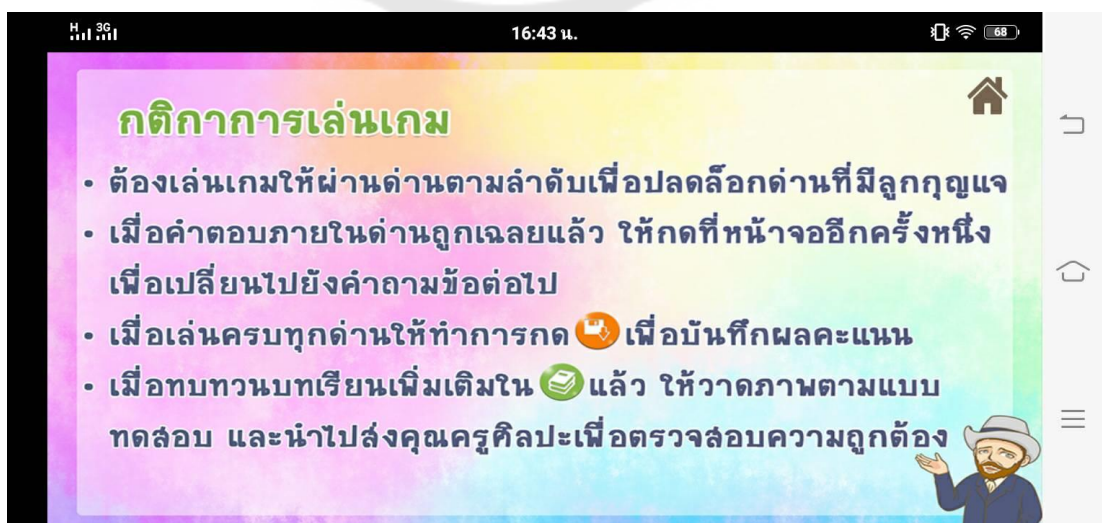 H 3G 16:43 น. 68
กติกาการเล่นเกม
• ต้องเล่นเกมให้ผ่านด่านตามลำดับเพื่อปลดล็อกด่านที่มีลูกกุญแจ
• เมื่อคำตอบภายในด่านถูกเฉลยแล้ว ให้กดที่หน้าจออีกครั้งหนึ่ง
เพื่อเปลี่ยนไปยังคำถามข้อต่อไป
• เมื่อเล่นครบทุกด่านให้ทำการกด เพื่อบันทึกผลคะแนน
• เมื่อทบทวนบทเรียนเพิ่มเติมใน แล้ว ให้วาดภาพตามแบบ
ทดสอบ และนำไปส่งคุณครูศิลปะเพื่อตรวจสอบความถูกต้อง